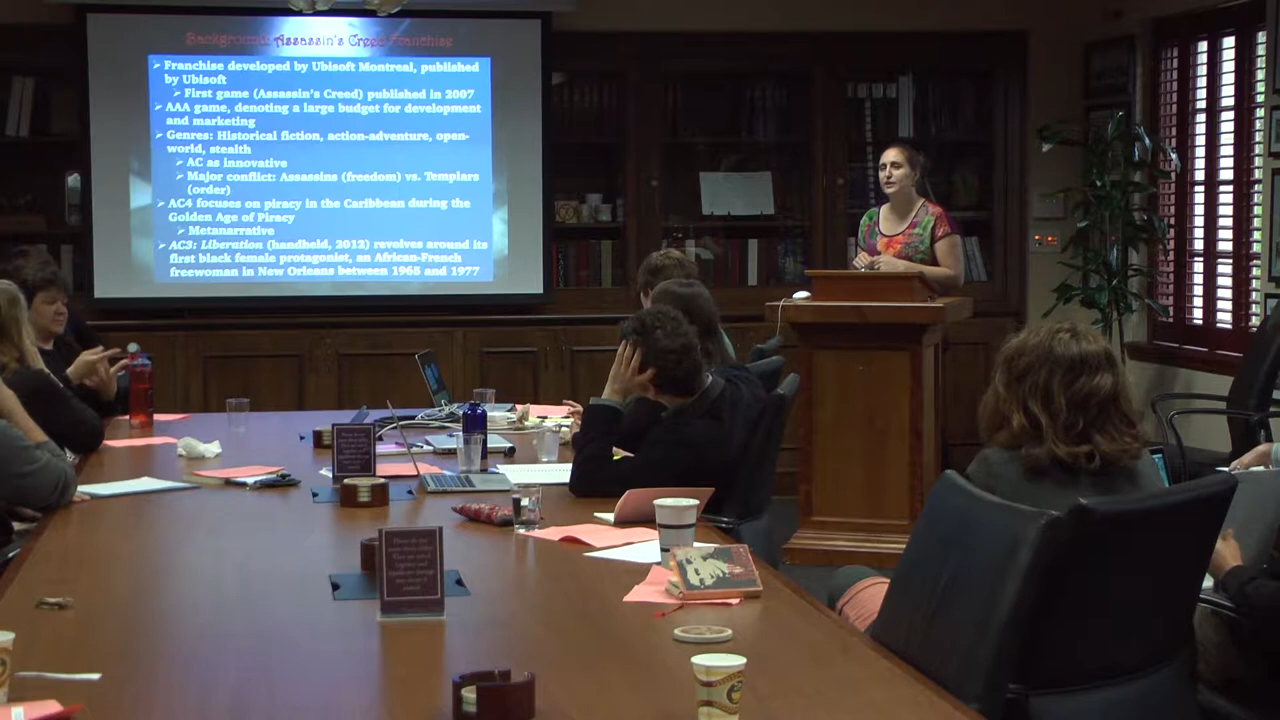 Background: Assassin's Creed Franchise
Franchise developed by Ubisoft Montreal, published
by Ubisoft
First game (Assassin's Creed) published in 2007
AAA game, denoting a large budget for development
and marketing
Genres: Historical fiction, action-adventure, open-
world, stealth
AC as innovative
Major conflict: Assassins (freedom) vs. Templars
(order)
AC4 focuses on piracy in the Caribbean during the
Golden Age of Piracy
Metanarrative
AC3: Liberation (handheld, 2012) revolves around its
first black female protagonist, an African-French
freewoman in New Orleans between 1965 and 1977
Please do not